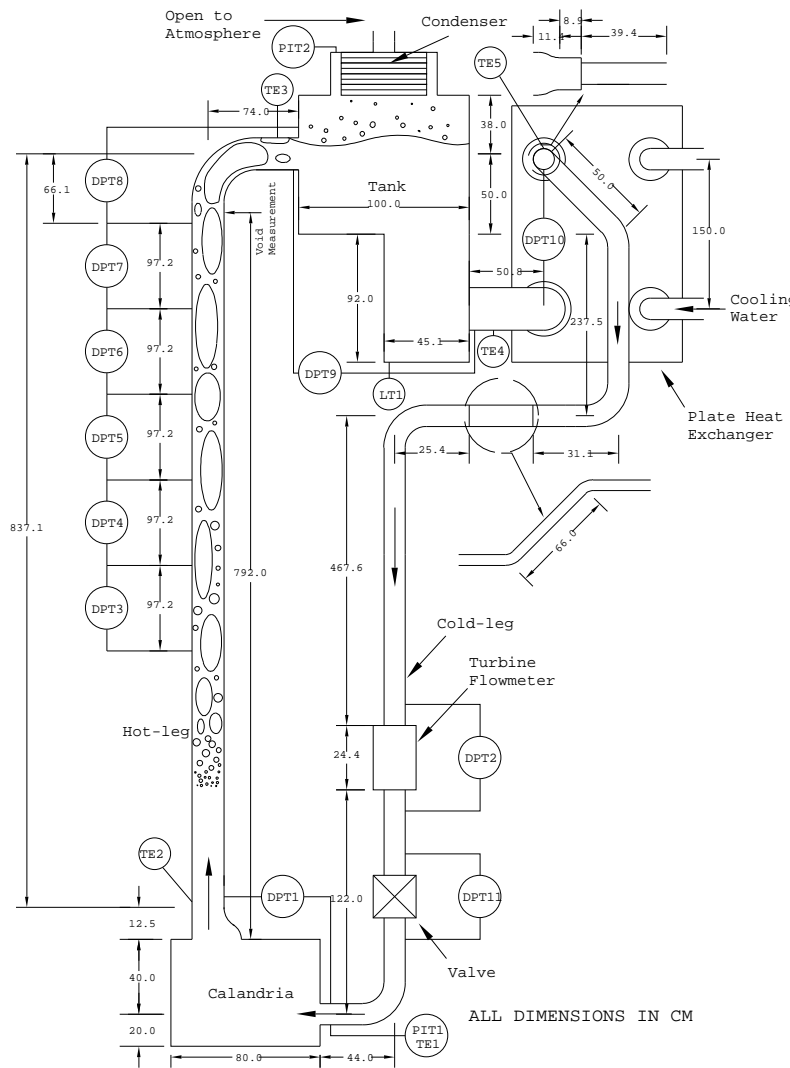 Open to
Atmosphere
PIT2
Condenser
8.9
11.4
39.4
TE5
TE3
74.0
38.0
DPT8
66.1
Tank
100.0
50.0
50.0
Void
Measurement
DPT10
150.0
DPT7
97.2
50.8
92.0
Cooling
Water
237.5
DPT6
97.2
45.1
TE4
DPT9
LT1
Plate Heat
Exchanger
DPT5
97.2
25.4
31.1
DPT4
97.2
837.1
66.0
792.0
467.6
DPT3
97.2
Cold-leg
Turbine
Flowmeter
Hot-leg
24.4
DPT2
TE2
DPT1
122.0
DPT11
12.5
Valve
40.0
Calandria
ALL DIMENSIONS IN CM
20.0
PIT1
TE1
80.0
44.0